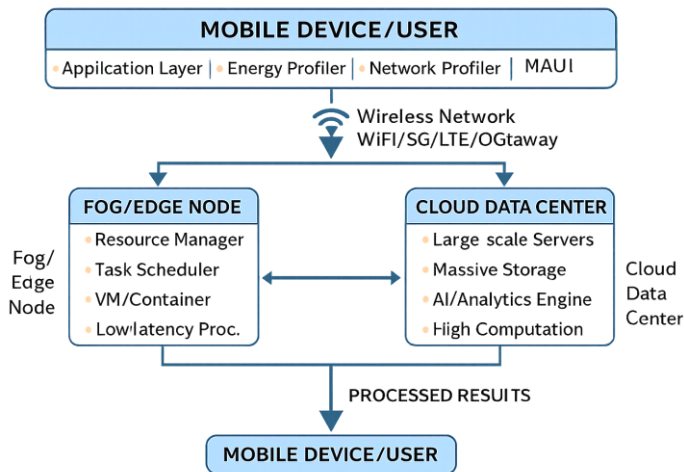 MOBILE DEVICE/USER
• Appilcation Layer | • Energy Profiler | • Network Profiler | MAUI
Wireless Network
WiFI/SG/LTE/OGtaway
FOG/EDGE NODE
• Resource Manager
• Task Scheduler
• VM/Container
• Low latency Proc.
Fog/
Edge
Node
CLOUD DATA CENTER
• Large scale Servers
• Massive Storage
• AI/Analytics Engine
• High Computation
Cloud
Data
Center
PROCESSED RESUITS
MOBILE DEVICE/USER